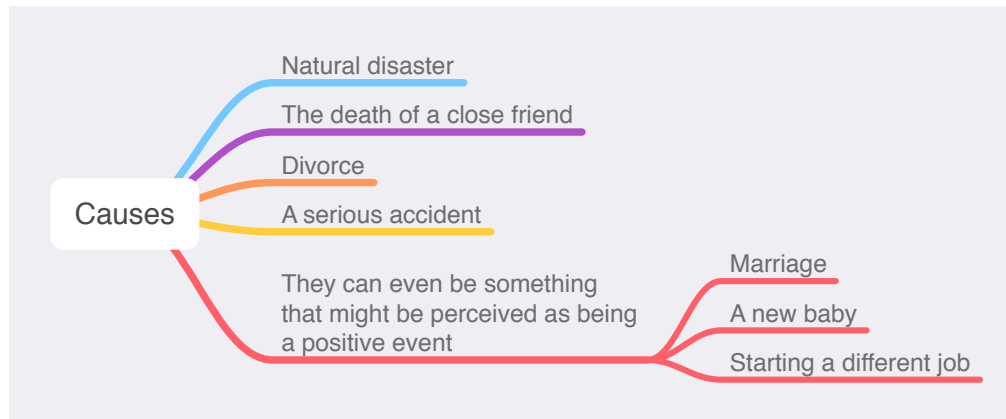 Causes
Natural disaster
The death of a close friend
Divorce
A serious accident
They can even be something
that might be perceived as being
a positive event
Marriage
A new baby
Starting a different job